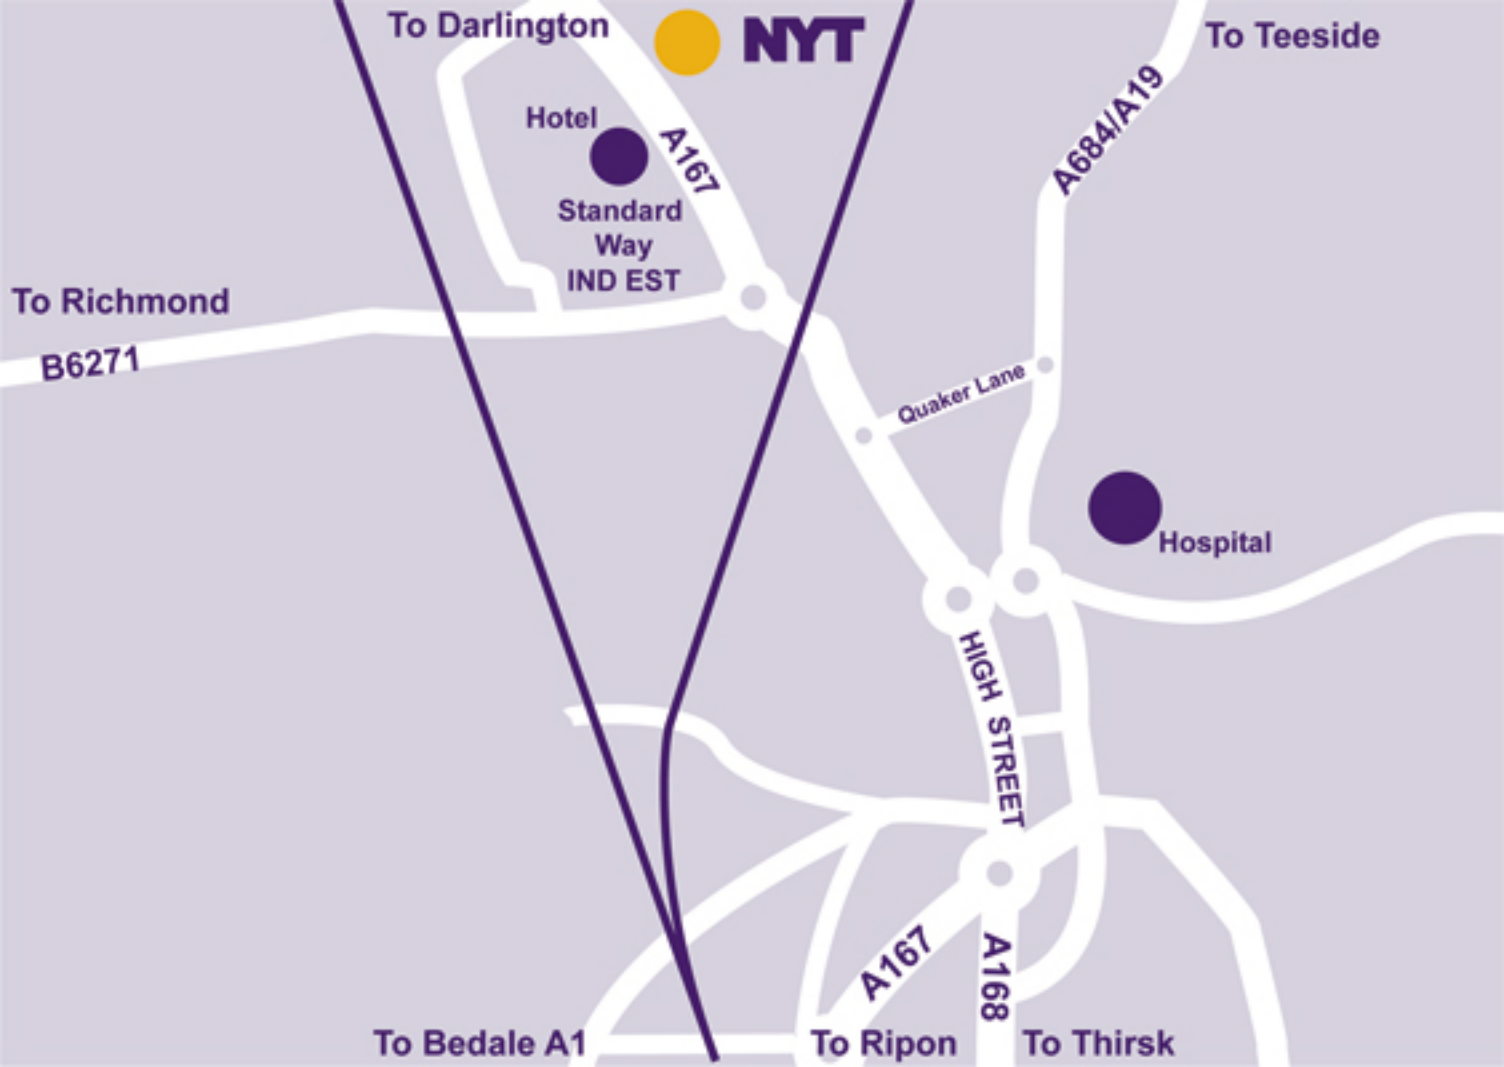 To Darlington
NYT
To Teeside
Hotel
A167
A684/A19
Standard
Way
IND EST
To Richmond
B6271
Quaker Lane
Hospital
HIGH STREET
A167
A168
To Bedale A1
To Ripon
To Thirsk